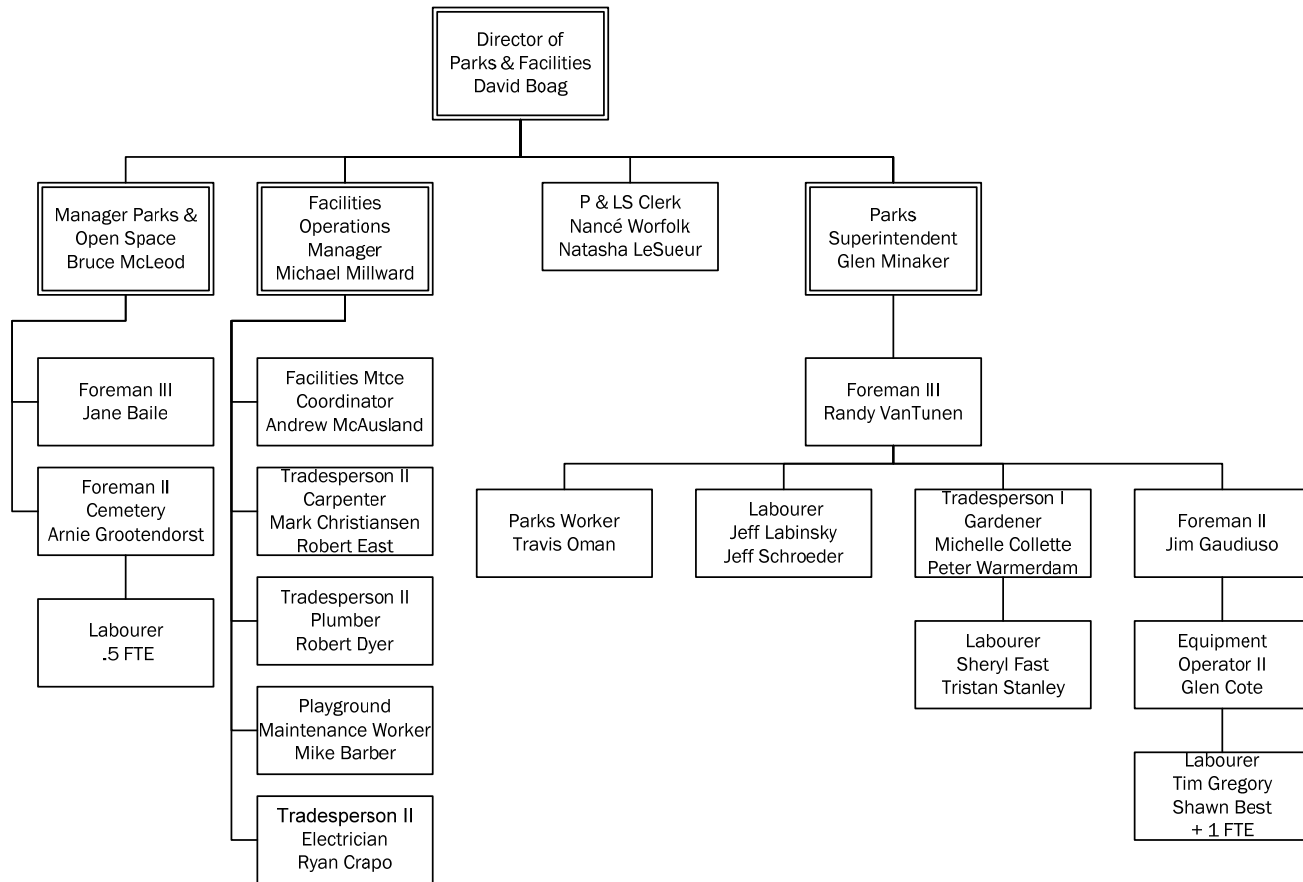 Director of
Parks & Facilities
David Boag
Manager Parks &
Open Space
Bruce McLeod
Facilities
Operations
Manager
Michael Millward
P & LS Clerk
Nancé Worfolk
Natasha LeSueur
Parks
Superintendent
Glen Minaker
Foreman III
Jane Baile
Facilities Mtce
Coordinator
Andrew McAusland
Foreman III
Randy VanTunen
Foreman II
Cemetery
Arnie Grootendorst
Tradesperson II
Carpenter
Mark Christiansen
Robert East
Parks Worker
Travis Oman
Labourer
Jeff Labinsky
Jeff Schroeder
Tradesperson I
Gardener
Michelle Collette
Peter Warmerdam
Foreman II
Jim Gaudiuso
Labourer
.5 FTE
Tradesperson II
Plumber
Robert Dyer
Labourer
Sheryl Fast
Tristan Stanley
Equipment
Operator II
Glen Cote
Playground
Maintenance Worker
Mike Barber
Labourer
Tim Gregory
Shawn Best
+ 1 FTE
Tradesperson II
Electrician
Ryan Crapo